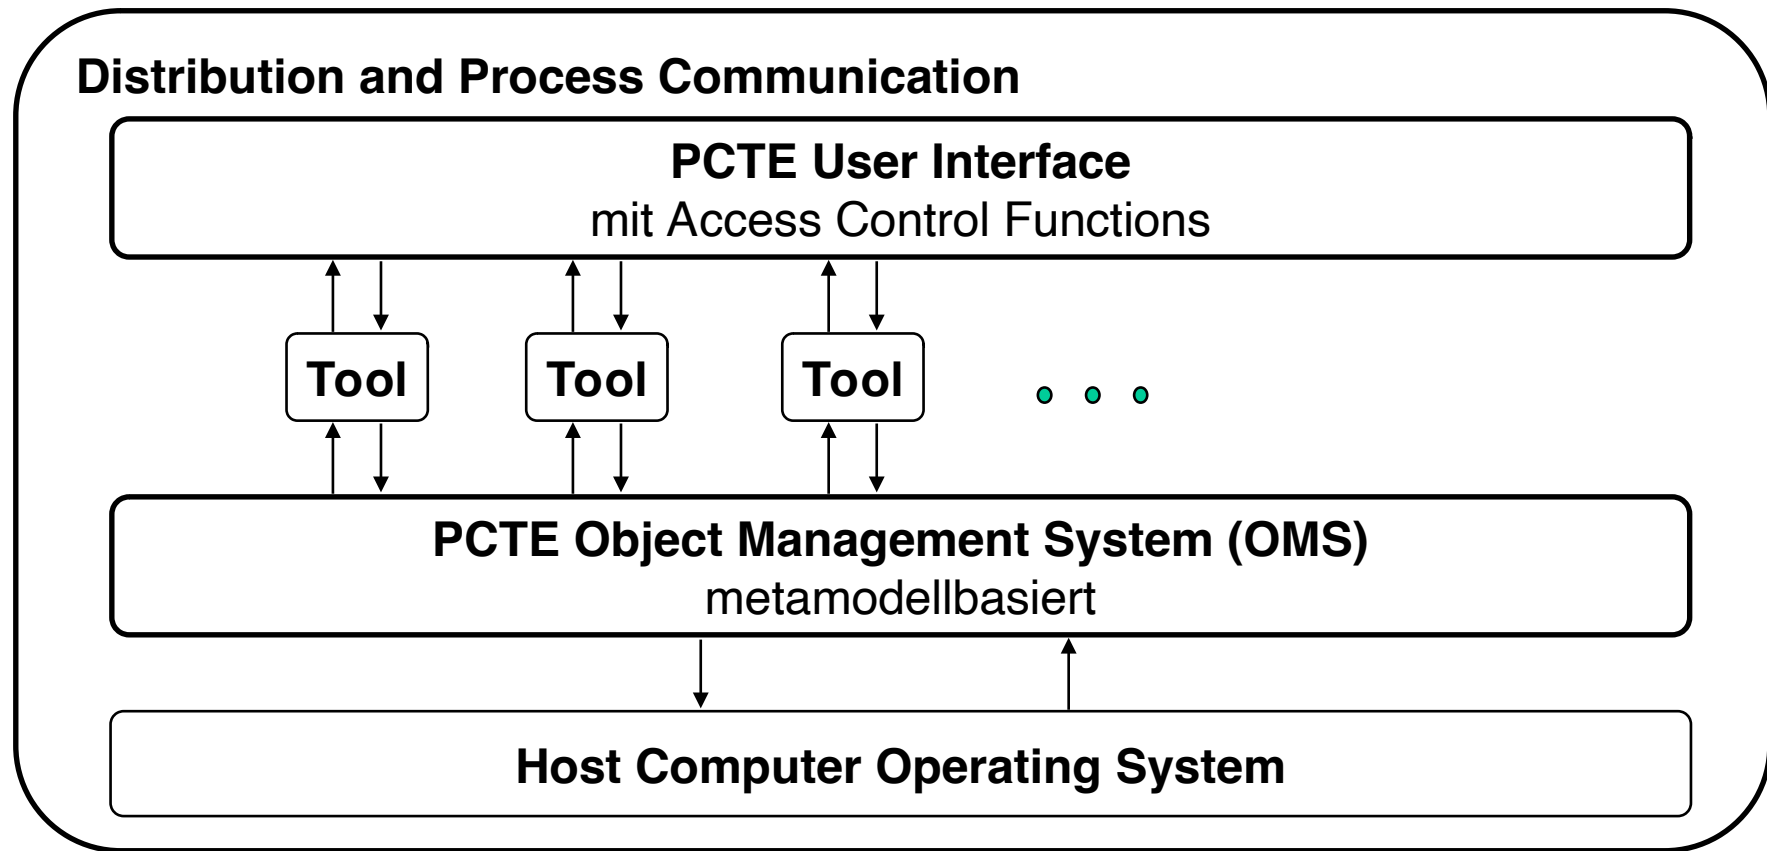 Distribution and Process Communication
PCTE User Interface
mit Access Control Functions
Tool Tool Tool
PCTE Object Management System (OMS)
metamodellbasiert
Host Computer Operating System